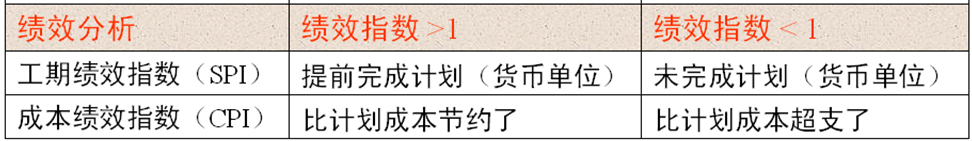 绩效分析 绩效指数 >1 绩效指数 < 1
工期绩效指数（SPI） 提前完成计划（货币单位） 未完成计划（货币单位）
成本绩效指数（CPI） 比计划成本节约了 比计划成本超支了